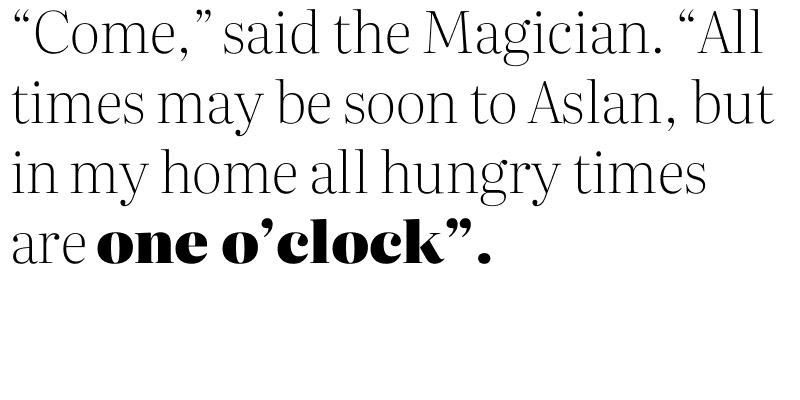 “Come,” said the Magician. “All
times may be soon to Aslan, but
in my home all hungry times
are one o’clock”.